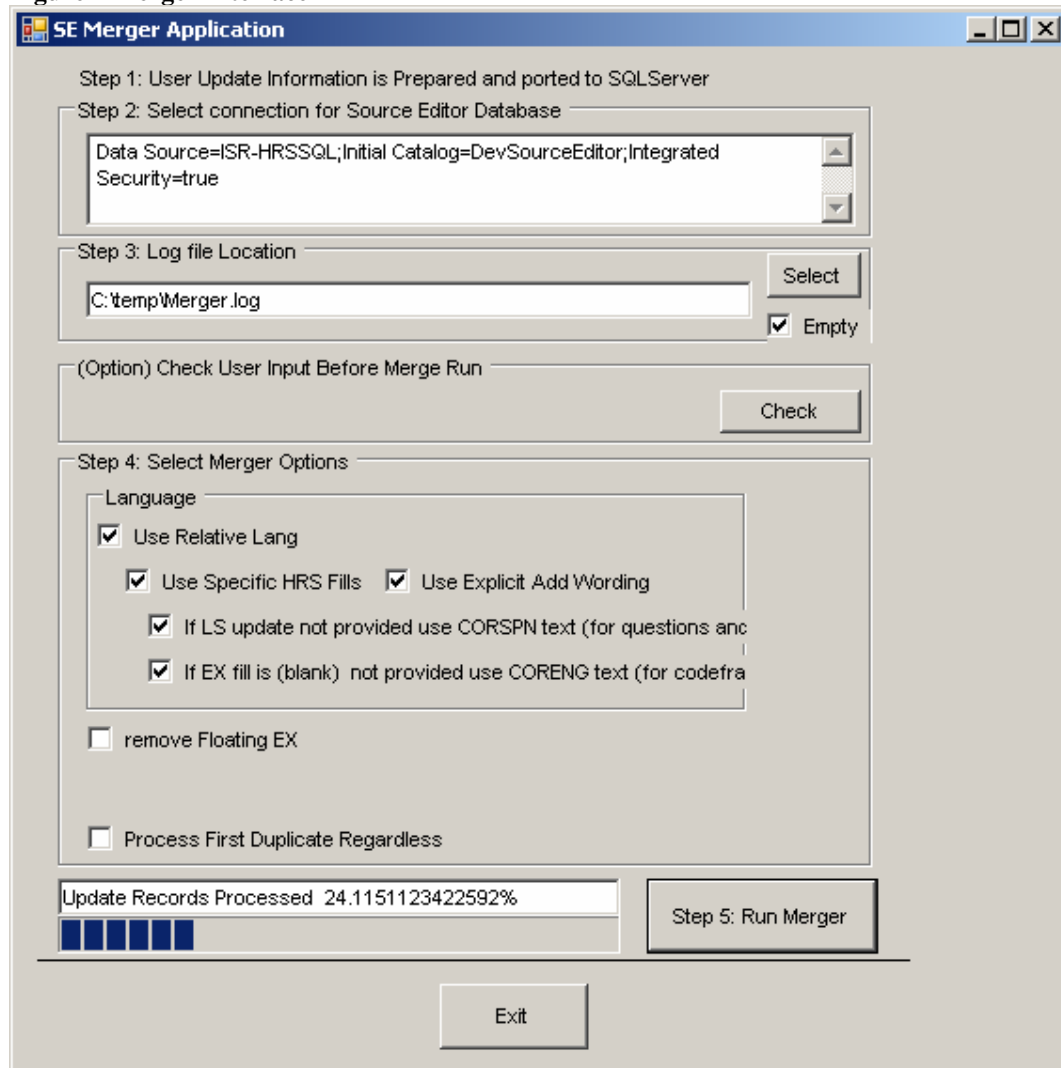 SE Merger Application
Step 1: User Update Information is Prepared and ported to SQLServer
Step 2: Select connection for Source Editor Database
Data Source=ISR-HRSSQL;Initial Catalog=DevSourceEditor;Integrated
Security=true
Step 3: Log file Location
Select
C:\temp\Merger.log
Empty
(Option) Check User Input Before Merge Run
Check
Step 4: Select Merger Options
Language
Use Relative Lang
Use Specific HRS Fills Use Explicit Add Wording
If LS update not provided use CORSPN text (for questions
If EX fill is (blank) not provided use CORENG text (for
remove Floating EX
Process First Duplicate Regardless
Update Records Processed 24.1151123422592%
Step 5: Run Merger
Exit